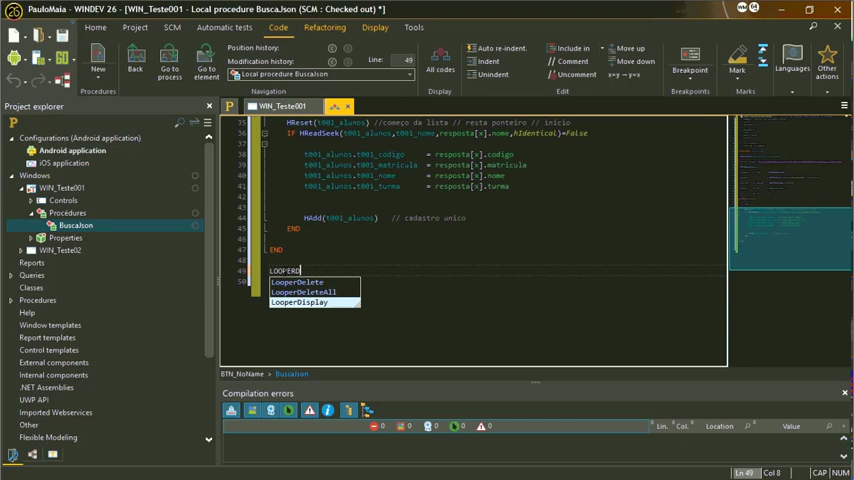 26 PauloMaia - WINDEV 26 - [WIN_Teste001 - Local procedure BuscaJson (SCM : Checked out) *]
64
Home Project SCM Automatic tests Code Refactoring Display Tools
New
Back
Go to process
Go to element
Position history:
Modification history: Line: 49
Local procedure BuscaJson
Procedures
Navigation
All codes
Display
Auto re-indent.
Indent
Unindent
Include in
Comment
Uncomment
Move up
Move down
x=y → y=x
Edit
Breakpoint
Breakpoints
Mark
Marks
Languages
Languages
Other actions
Project explorer
WIN_Teste001
Configurations (Android application)
Android application
iOS application
Windows
WIN_Teste001
Controls
Procedures
BuscaJson
Properties
WIN_Teste02
Reports
Queries
Classes
Procedures
Help
Window templates
Report templates
Control templates
External components
Internal components
.NET Assemblies
UWP API
Imported Webservices
Other
Flexible Modeling
35 HReset(t001_alunos) //começo da lista // resta ponteiro // inicio
36 IF HReadSeek(t001_alunos,t001_nome,resposta[x].nome,hIdentical)=False
37
38 t001_alunos.t001_codigo = resposta[x].codigo
39 t001_alunos.t001_matricula = resposta[x].matricula
40 t001_alunos.t001_nome = resposta[x].nome
41 t001_alunos.t001_turma = resposta[x].turma
42
43
44 HAdd(t001_alunos) // cadastro unico
45 END
46
47 END
48
49 LOOPERD
50
LooperDelete
LooperDeleteAll
LooperDisplay
BTN_NoName BuscaJson
Compilation errors
0 0 0 0 0 Lin. Col. Location Value
Ln 49 Col 8 CAP NUM